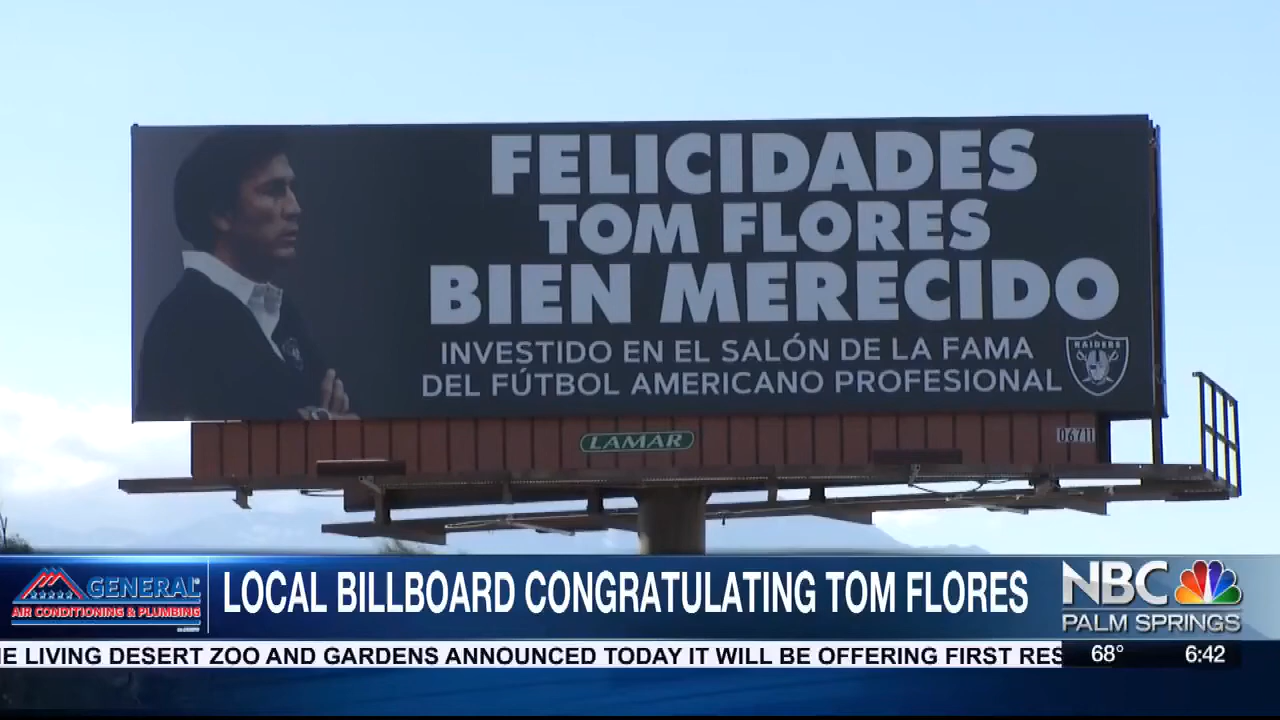 FELICIDADES
TOM FLORES
BIEN MERECIDO
INVESTIDO EN EL SALÓN DE LA FAMA
DEL FÚTBOL AMERICANO PROFESIONAL
RAIDERS
LAMAR
06711
GENERAL
AIR CONDITIONING & PLUMBING
LOCAL BILLBOARD CONGRATULATING TOM FLORES
NBC
PALM SPRINGS
E LIVING DESERT ZOO AND GARDENS ANNOUNCED TODAY IT WILL BE OFFERING FIRST RES
68° 6:42